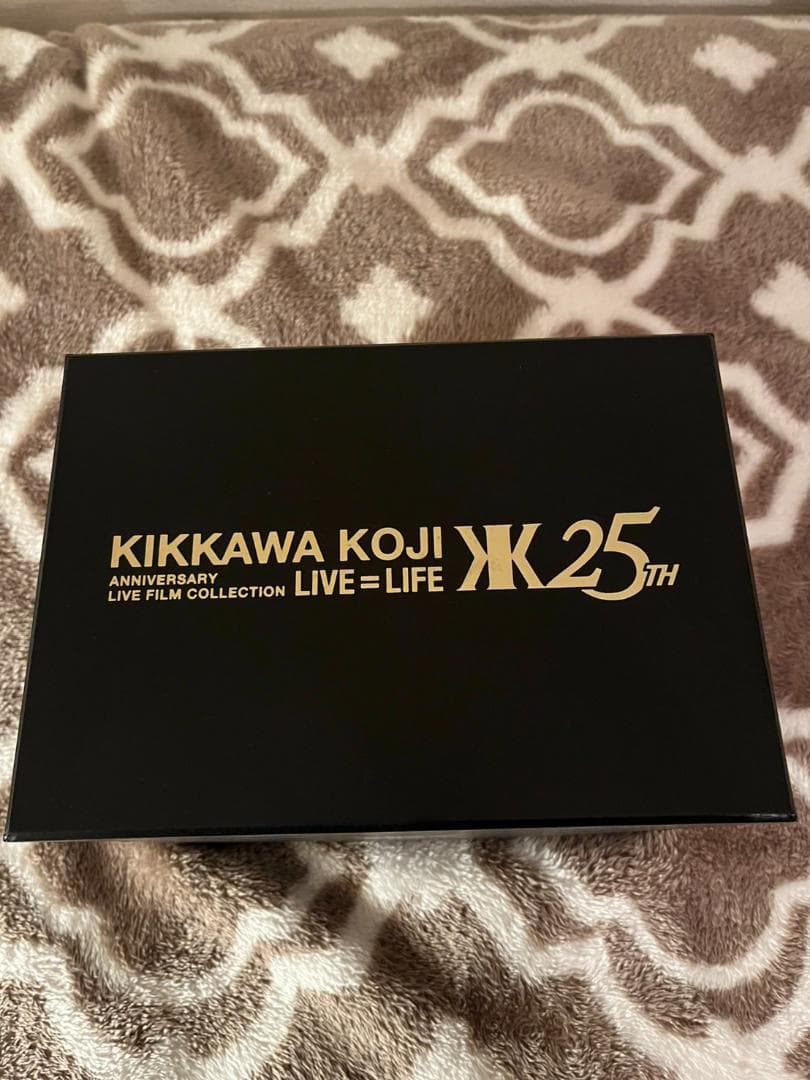 KIKKAWA KOJI
ANNIVERSARY
LIVE FILM COLLECTION LIVE=LIFE
KK25TH